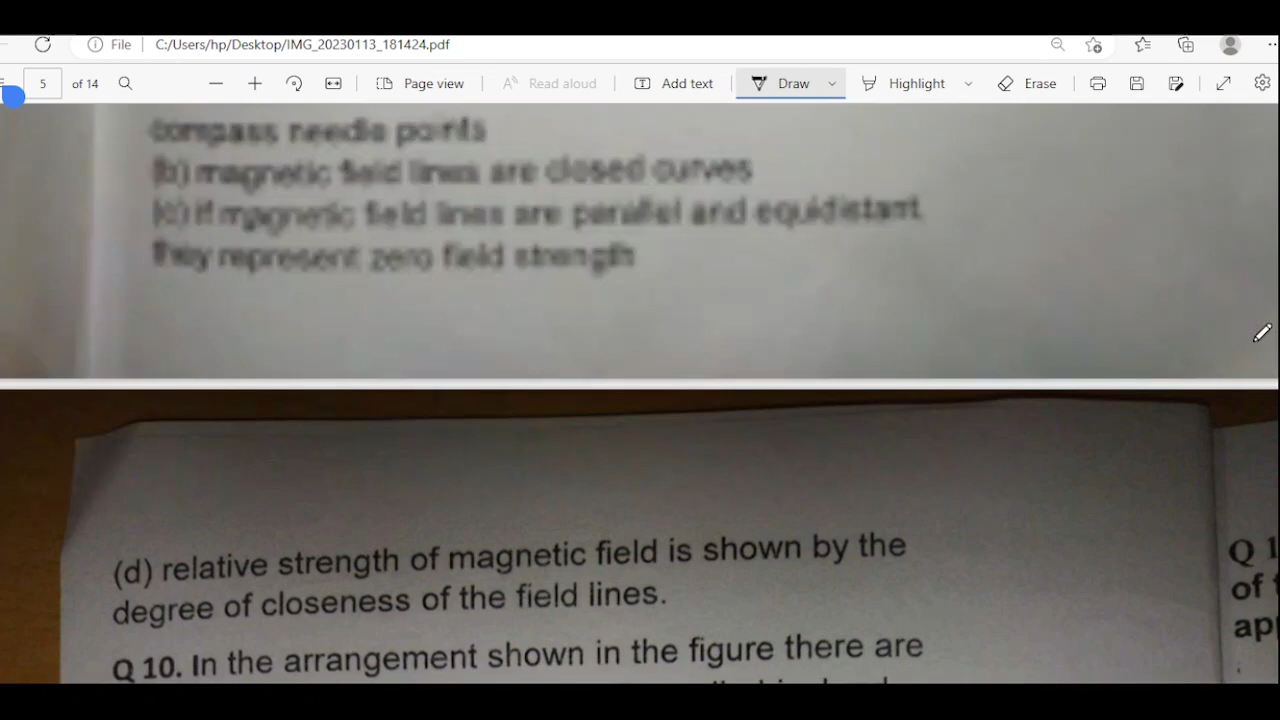 File C:/Users/hp/Desktop/IMG_20230113_181424.pdf
5 of 14 Page view Read aloud Add text Draw Highlight Erase
compass needle points
(b) magnetic field lines are closed curves
(c) if magnetic field lines are parallel and equidistant
they represent zero field strength
(d) relative strength of magnetic field is shown by the
degree of closeness of the field lines.
Q 10. In the arrangement shown in the figure there are
Q 1
of